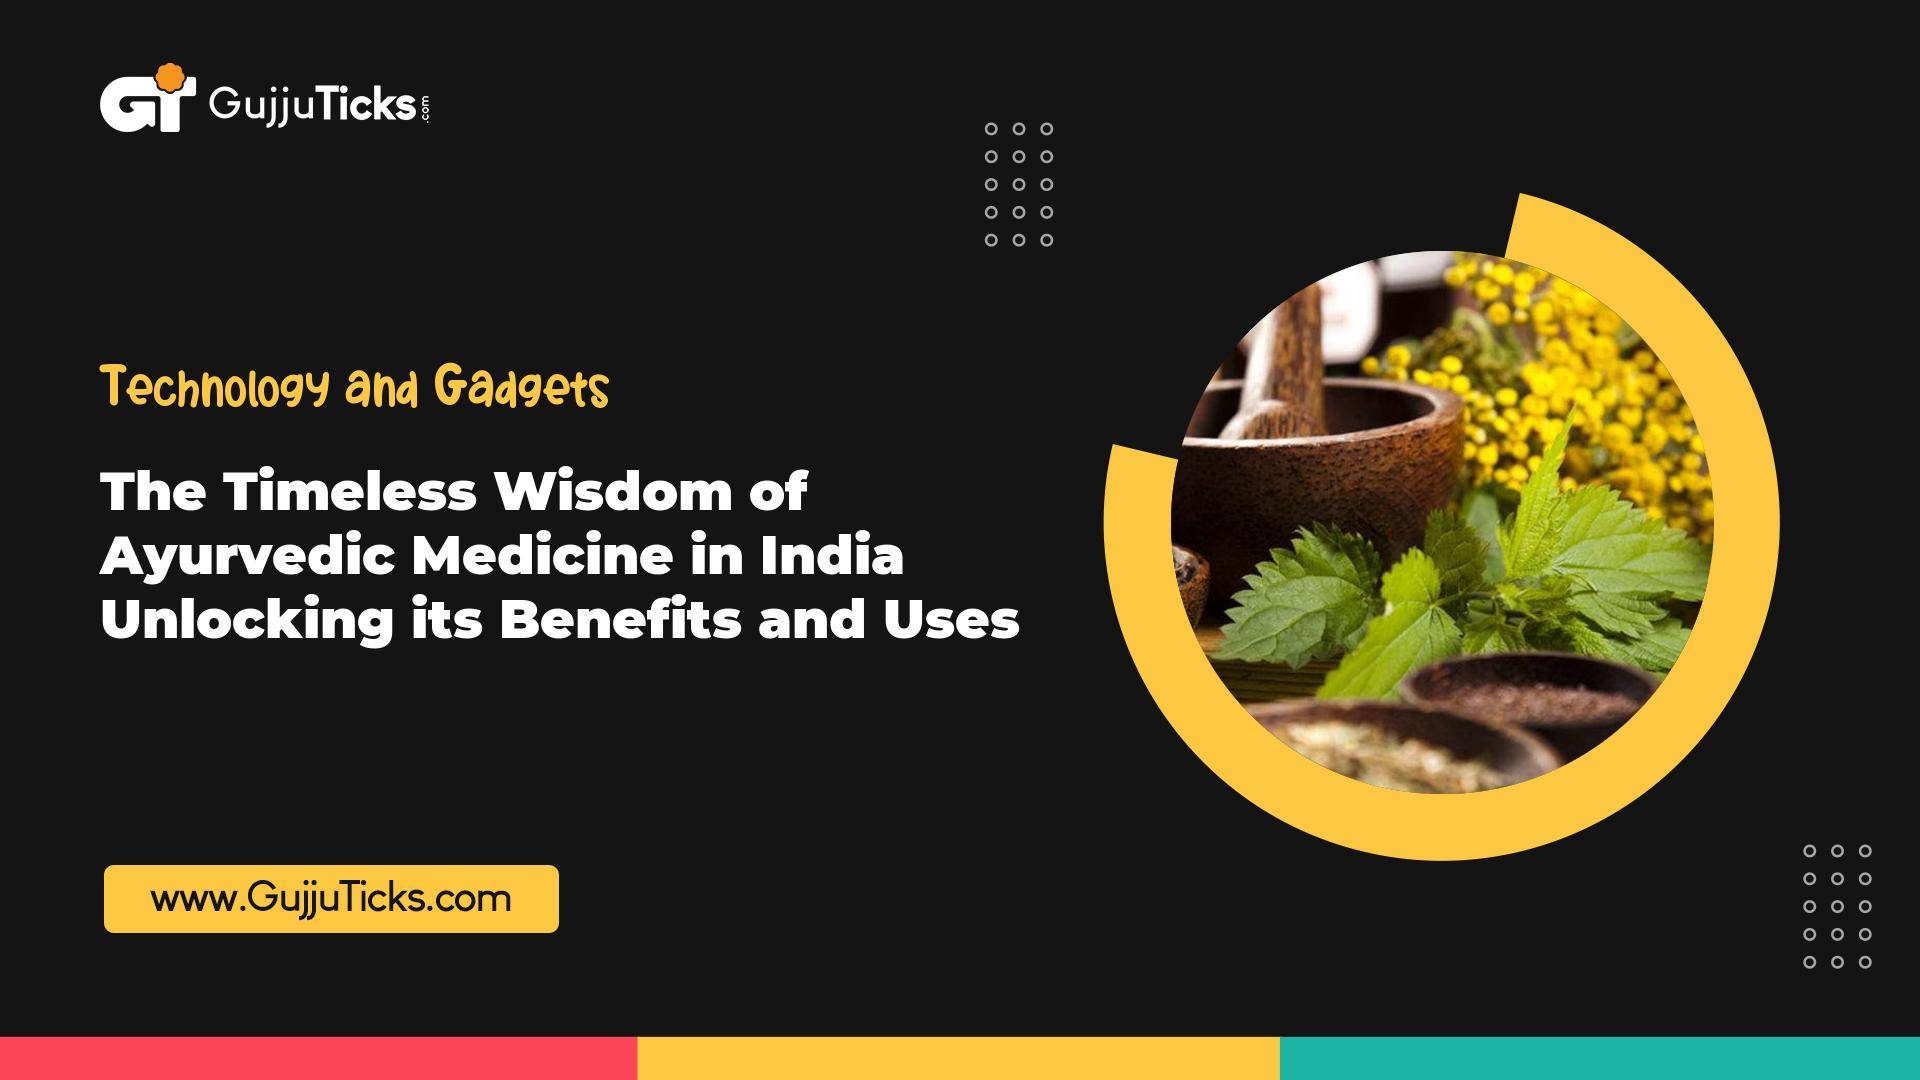 GT GujjuTicks.com
Technology and Gadgets
The Timeless Wisdom of
Ayurvedic Medicine in India
Unlocking its Benefits and Uses
www.GujjuTicks.com